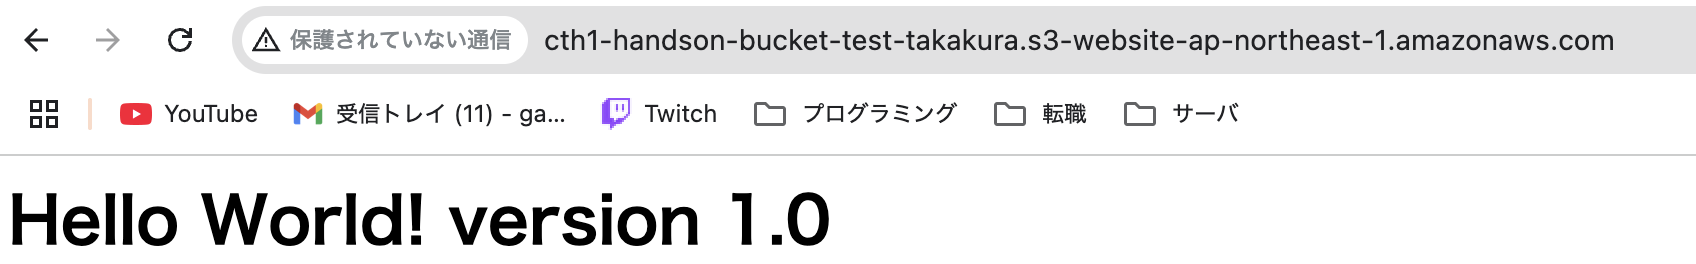 保護されていない通信 cth1-handson-bucket-test-takakura.s3-website-ap-northeast-1.amazonaws.com
YouTube 受信トレイ (11) - ga... Twitch プログラミング 転職 サーバ
Hello World! version 1.0